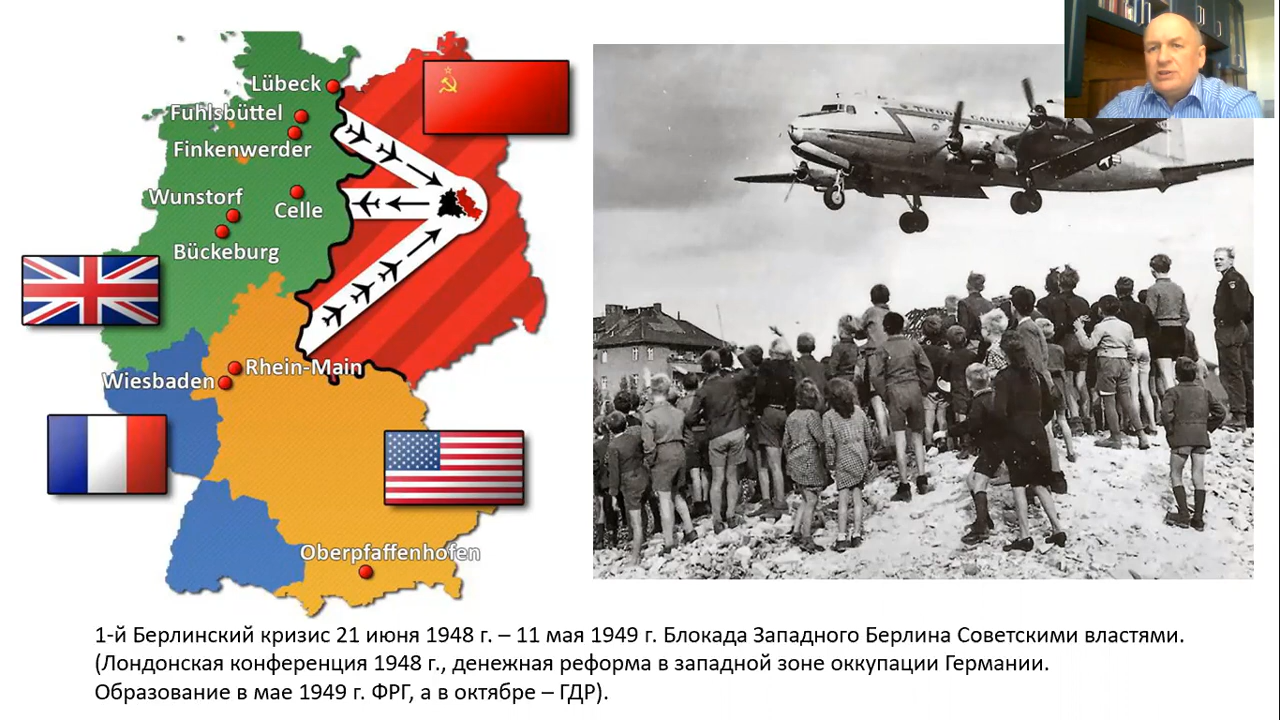 Lübeck
Fuhlsbüttel
Finkenwerder
Wunstorf
Celle
Bückeburg
Rhein-Main
Wiesbaden
Oberpfaffenhofen
1-й Берлинский кризис 21 июня 1948 г. – 11 мая 1949 г. Блокада Западного Берлина Советскими властями.
(Лондонская конференция 1948 г., денежная реформа в западной зоне оккупации Германии.
Образование в мае 1949 г. ФРГ, а в октябре – ГДР).